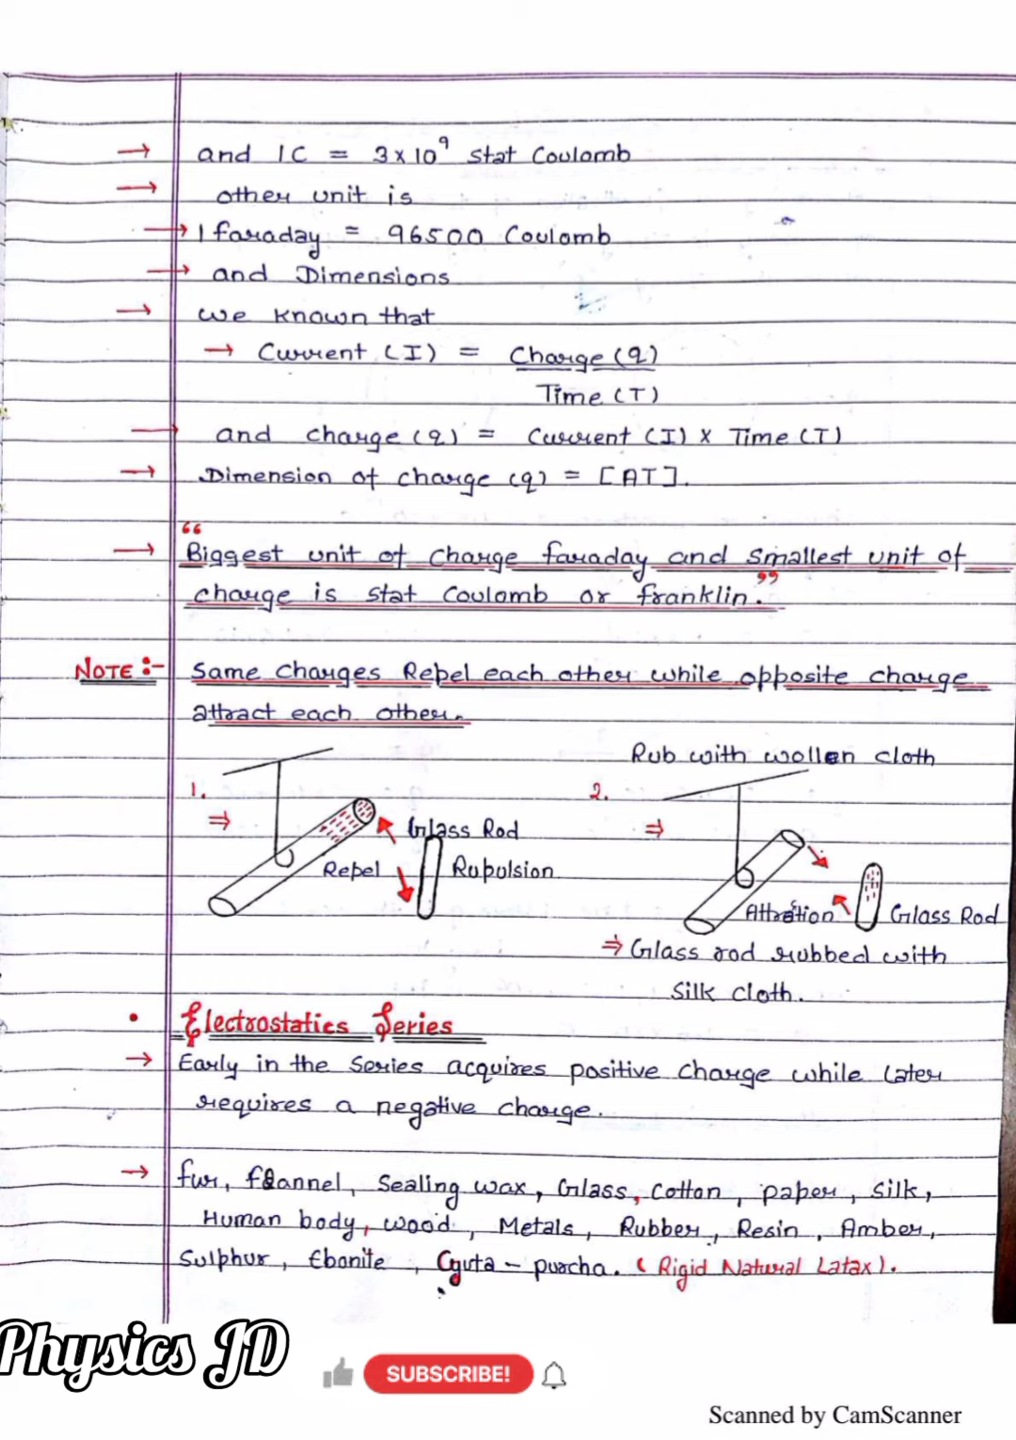 → and 1C = 3×10⁹ stat Coulomb
→ other unit is
→ 1 faraday = 96500 Coulomb
→ and Dimensions
→ we known that
→ Current (I) = Charge (q)
Time (T)
→ and charge (q) = Current (I) × Time (T)
→ Dimension of charge (q) = [AT].
→ “Biggest unit of charge faraday and smallest unit of
charge is stat Coulomb or franklin.”
NOTE :- Same charges Repel each other while opposite charge
attract each other.
Rub with wollen cloth
1. ⇒
2. ⇒
Glass Rod
Repel
Rupulsion
Attration
Glass Rod
⇒ Glass rod rubbed with
silk cloth.
• Electrostatics Series
→ Early in the series acquires positive charge while later
requires a negative charge.
→ fur, flannel, Sealing wax, Glass, cotton, paper, silk,
Human body, wood, Metals, Rubber, Resin, Amber,
Sulphur, Ebonite, Gguta - purcha. (Rigid Natural Latax).
Physics JD
SUBSCRIBE!
Scanned by CamScanner